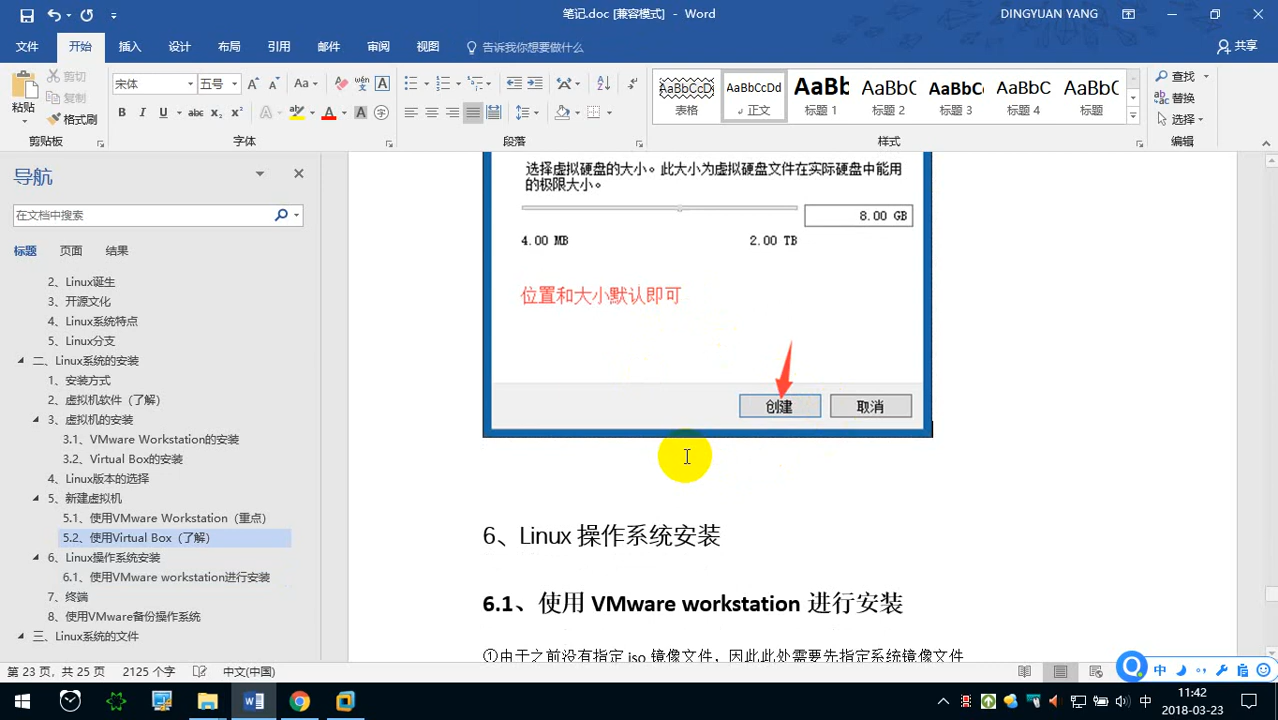 笔记.doc [兼容模式] - Word
DINGYUAN YANG
文件 开始 插入 设计 布局 引用 邮件 审阅 视图 告诉我你想要做什么 共享
粘贴
剪切
复制
格式刷
剪贴板
宋体 五号
字体
段落
AaBbCcDd 表格
AaBbCcDd 正文
AaBb 标题 1
AaBbC 标题 2
AaBbC 标题 3
AaBbC 标题 4
AaBbC 标题
样式
查找
替换
选择
编辑
导航
在文档中搜索
标题 页面 结果
2、Linux诞生
3、开源文化
4、Linux系统特点
5、Linux分支
二、Linux系统的安装
1、安装方式
2、虚拟机软件（了解）
3、虚拟机的安装
3.1、VMware Workstation的安装
3.2、Virtual Box的安装
4、Linux版本的选择
5、新建虚拟机
5.1、使用VMware Workstation（重点）
5.2、使用Virtual Box（了解）
6、Linux操作系统安装
6.1、使用VMware workstation进行安装
7、终端
8、使用VMware备份操作系统
三、Linux系统的文件
选择虚拟硬盘的大小。此大小为虚拟硬盘文件在实际硬盘中能用
的极限大小。
8.00 GB
4.00 MB 2.00 TB
位置和大小默认即可
创建 取消
6、Linux 操作系统安装
6.1、使用 VMware workstation 进行安装
①由于之前没有指定 iso 镜像文件，因此此处需要先指定系统镜像文件
第 23 页，共 25 页 2125 个字 中文(中国)
中
中
11:42
2018-03-23